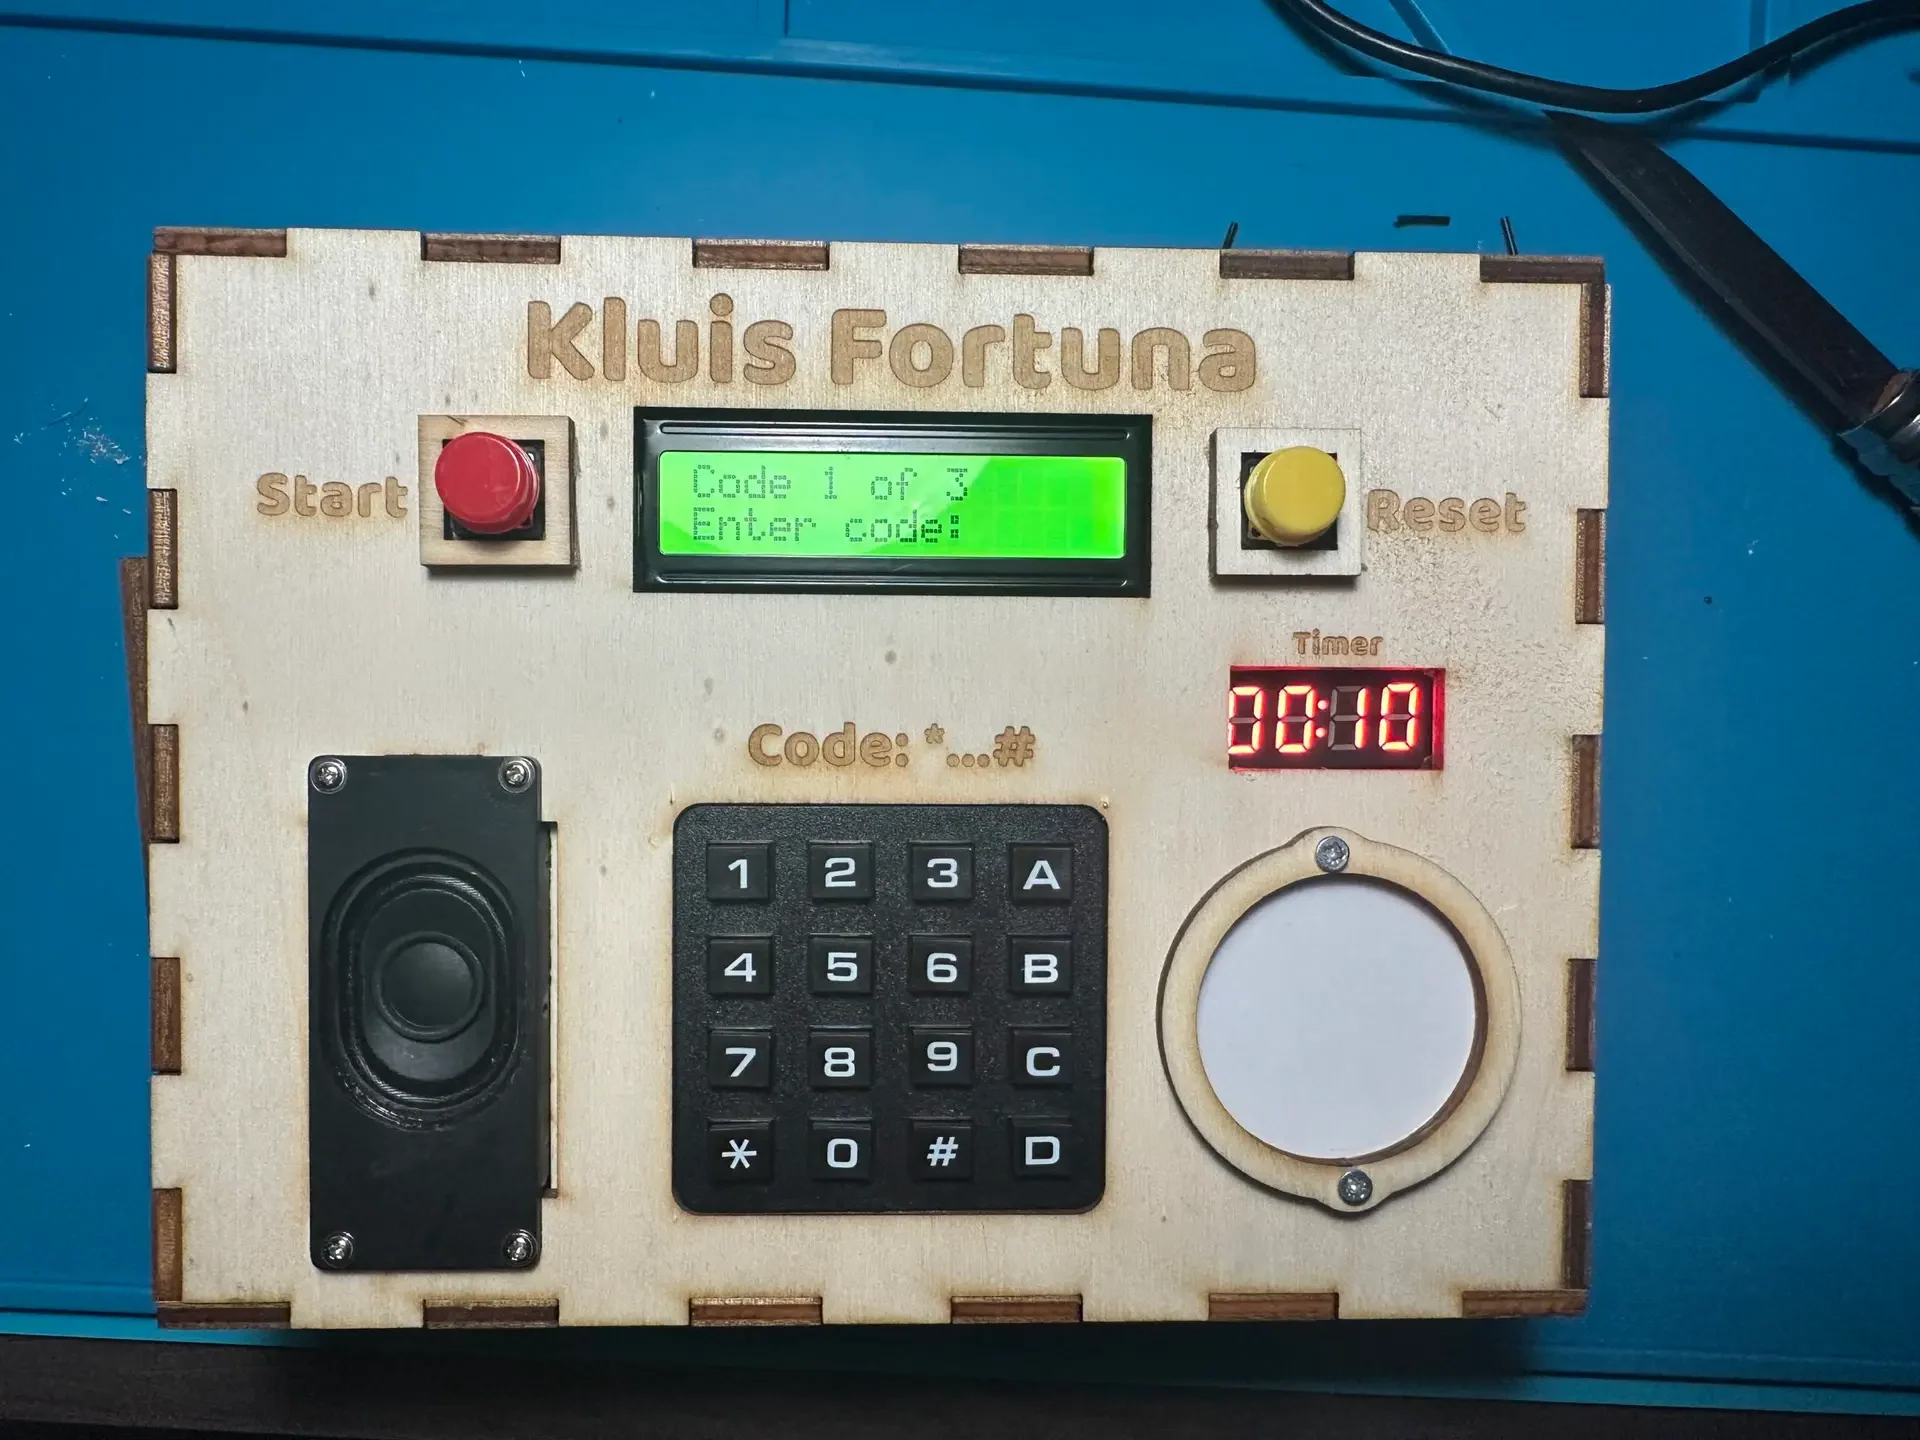 Kluis Fortuna
Start
Code 1 of 3
Enter code:
Reset
Timer
00:10
Code: *...#
1 2 3 A
4 5 6 B
7 8 9 C
* 0 # D